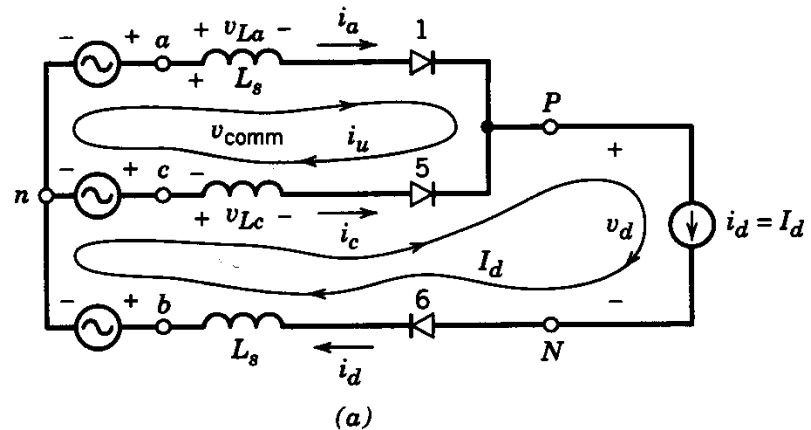 v_La i_a 1
− + a + −
+ L_s
P
v_comm i_u +
n − + c − 5
+ v_Lc − i_c
v_d i_d = I_d
I_d
− + b 6 −
L_s i_d N
(a)